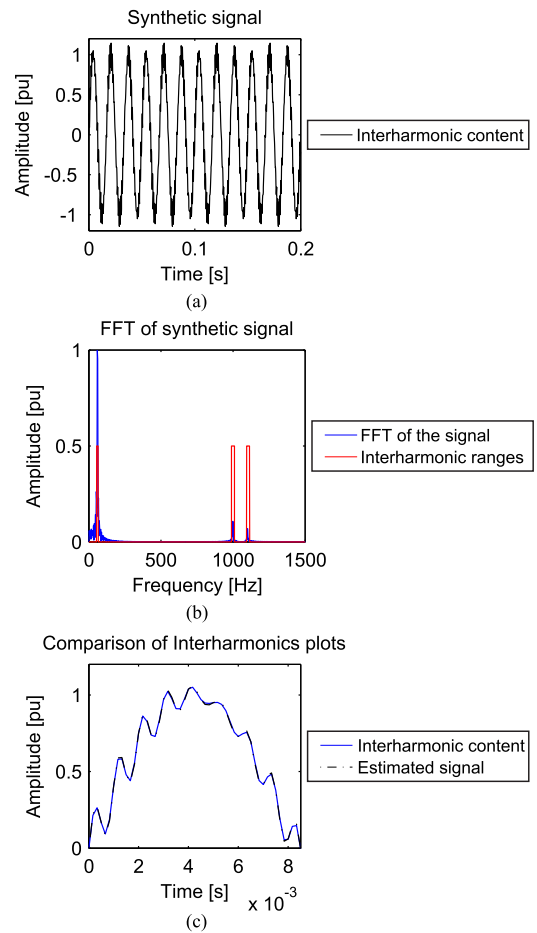 Synthetic signal
Amplitude [pu]
1
0.5
0
-0.5
-1
0
0.1
0.2
Time [s]
Interharmonic content
(a)
FFT of synthetic signal
Amplitude [pu]
1
0.5
0
0
500
1000
1500
Frequency [Hz]
FFT of the signal
Interharmonic ranges
(b)
Comparison of Interharmonics plots
Amplitude [pu]
1
0.5
0
0
2
4
6
8
Time [s]
x 10⁻³
Interharmonic content
Estimated signal
(c)